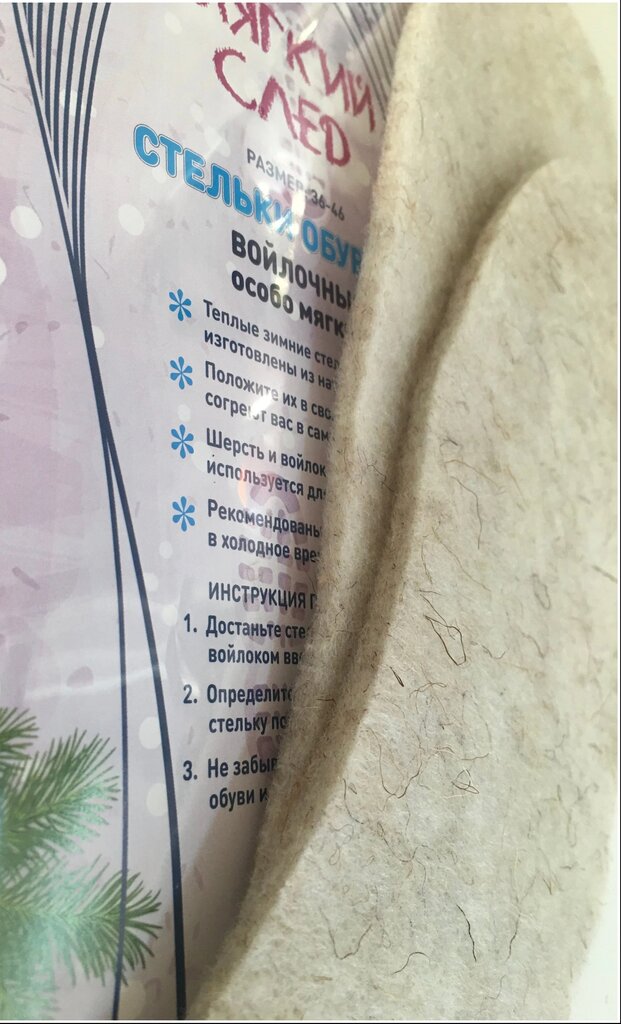 МЯГКИЙ
СЛЕД
РАЗМЕР: 36-46
СТЕЛЬКИ ОБУВ
ВОЙЛОЧНЫ
особо мягк
Теплые зимние стел
изготовлены из на
Положите их в сво
согреют вас в сам
Шерсть и войлок
используется для
Рекомендованы
в холодное вре
ИНСТРУКЦИЯ П
1. Достаньте сте
войлоком вв
2. Определите
стельку по
3. Не забыв
обуви и